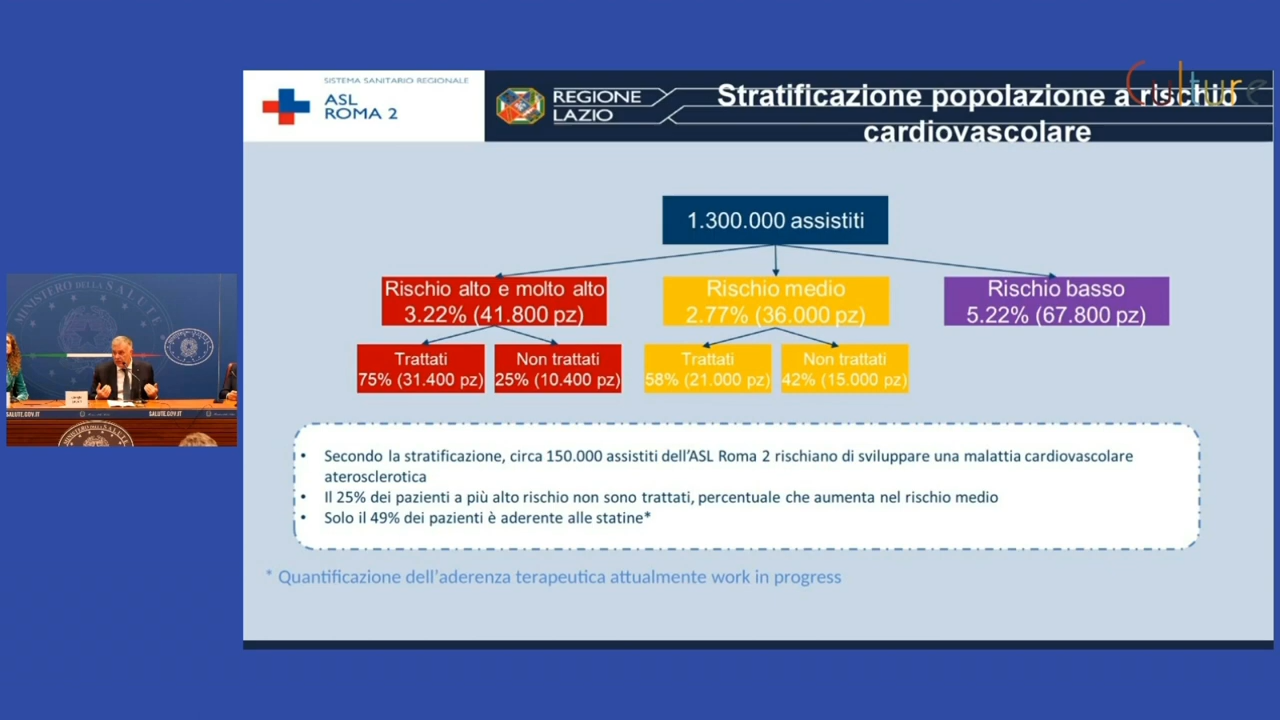 Culture
SISTEMA SANITARIO REGIONALE
ASL
ROMA 2
REGIONE
LAZIO
Stratificazione popolazione a rischio
cardiovascolare
1.300.000 assistiti
Rischio alto e molto alto
3.22% (41.800 pz)
Rischio medio
2.77% (36.000 pz)
Rischio basso
5.22% (67.800 pz)
Trattati
75% (31.400 pz)
Non trattati
25% (10.400 pz)
Trattati
58% (21.000 pz)
Non trattati
42% (15.000 pz)
• Secondo la stratificazione, circa 150.000 assistiti dell'ASL Roma 2 rischiano di sviluppare una malattia cardiovascolare
aterosclerotica
• Il 25% dei pazienti a più alto rischio non sono trattati, percentuale che aumenta nel rischio medio
• Solo il 49% dei pazienti è aderente alle statine*
* Quantificazione dell'aderenza terapeutica attualmente work in progress
MINISTERO DELLA SALUTE
SALUTE.GOV.IT
SALUTE.GOV.IT